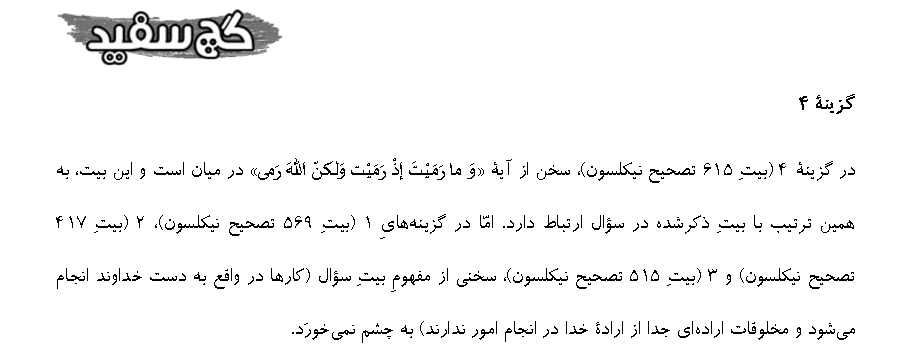 گچ سفید
گزینۀ ۴
در گزینۀ ۴ (بیتِ ۶۱۵ تصحیح نیکلسون)، سخن از آیۀ «وَ ما رَمَیْتَ إذْ رَمَیْت وَلکنّ اللهَ رَمی» در میان است و این بیت، به
همین ترتیب با بیتِ ذکرشده در سؤال ارتباط دارد. امّا در گزینه‌هایِ ۱ (بیتِ ۵۶۹ تصحیح نیکلسون)، ۲ (بیتِ ۴۱۷
تصحیح نیکلسون) و ۳ (بیتِ ۵۱۵ تصحیح نیکلسون)، سخنی از مفهومِ بیتِ سؤال (کارها در واقع به دست خداوند انجام
می‌شود و مخلوقات اراده‌ای جدا از ارادۀ خدا در انجام امور ندارند) به چشم نمی‌خورَد.